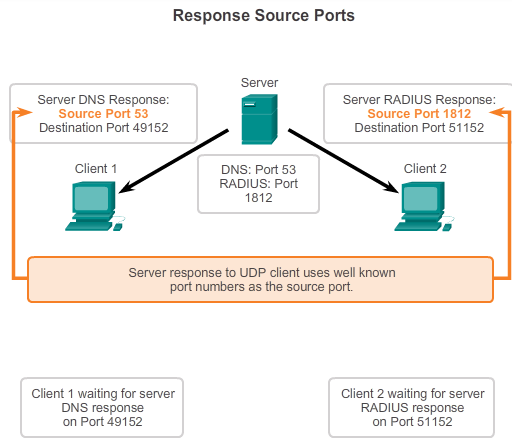 Response Source Ports
Server
Server DNS Response:
Source Port 53
Destination Port 49152
Server RADIUS Response:
Source Port 1812
Destination Port 51152
Client 1
DNS: Port 53
RADIUS: Port
1812
Client 2
Server response to UDP client uses well known
port numbers as the source port.
Client 1 waiting for server
DNS response
on Port 49152
Client 2 waiting for server
RADIUS response
on Port 51152